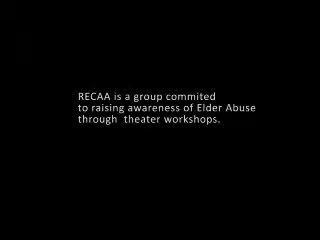 RECAA is a group commited
to raising awareness of Elder Abuse
through theater workshops.